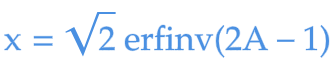 x = √2 erfinv(2A – 1)